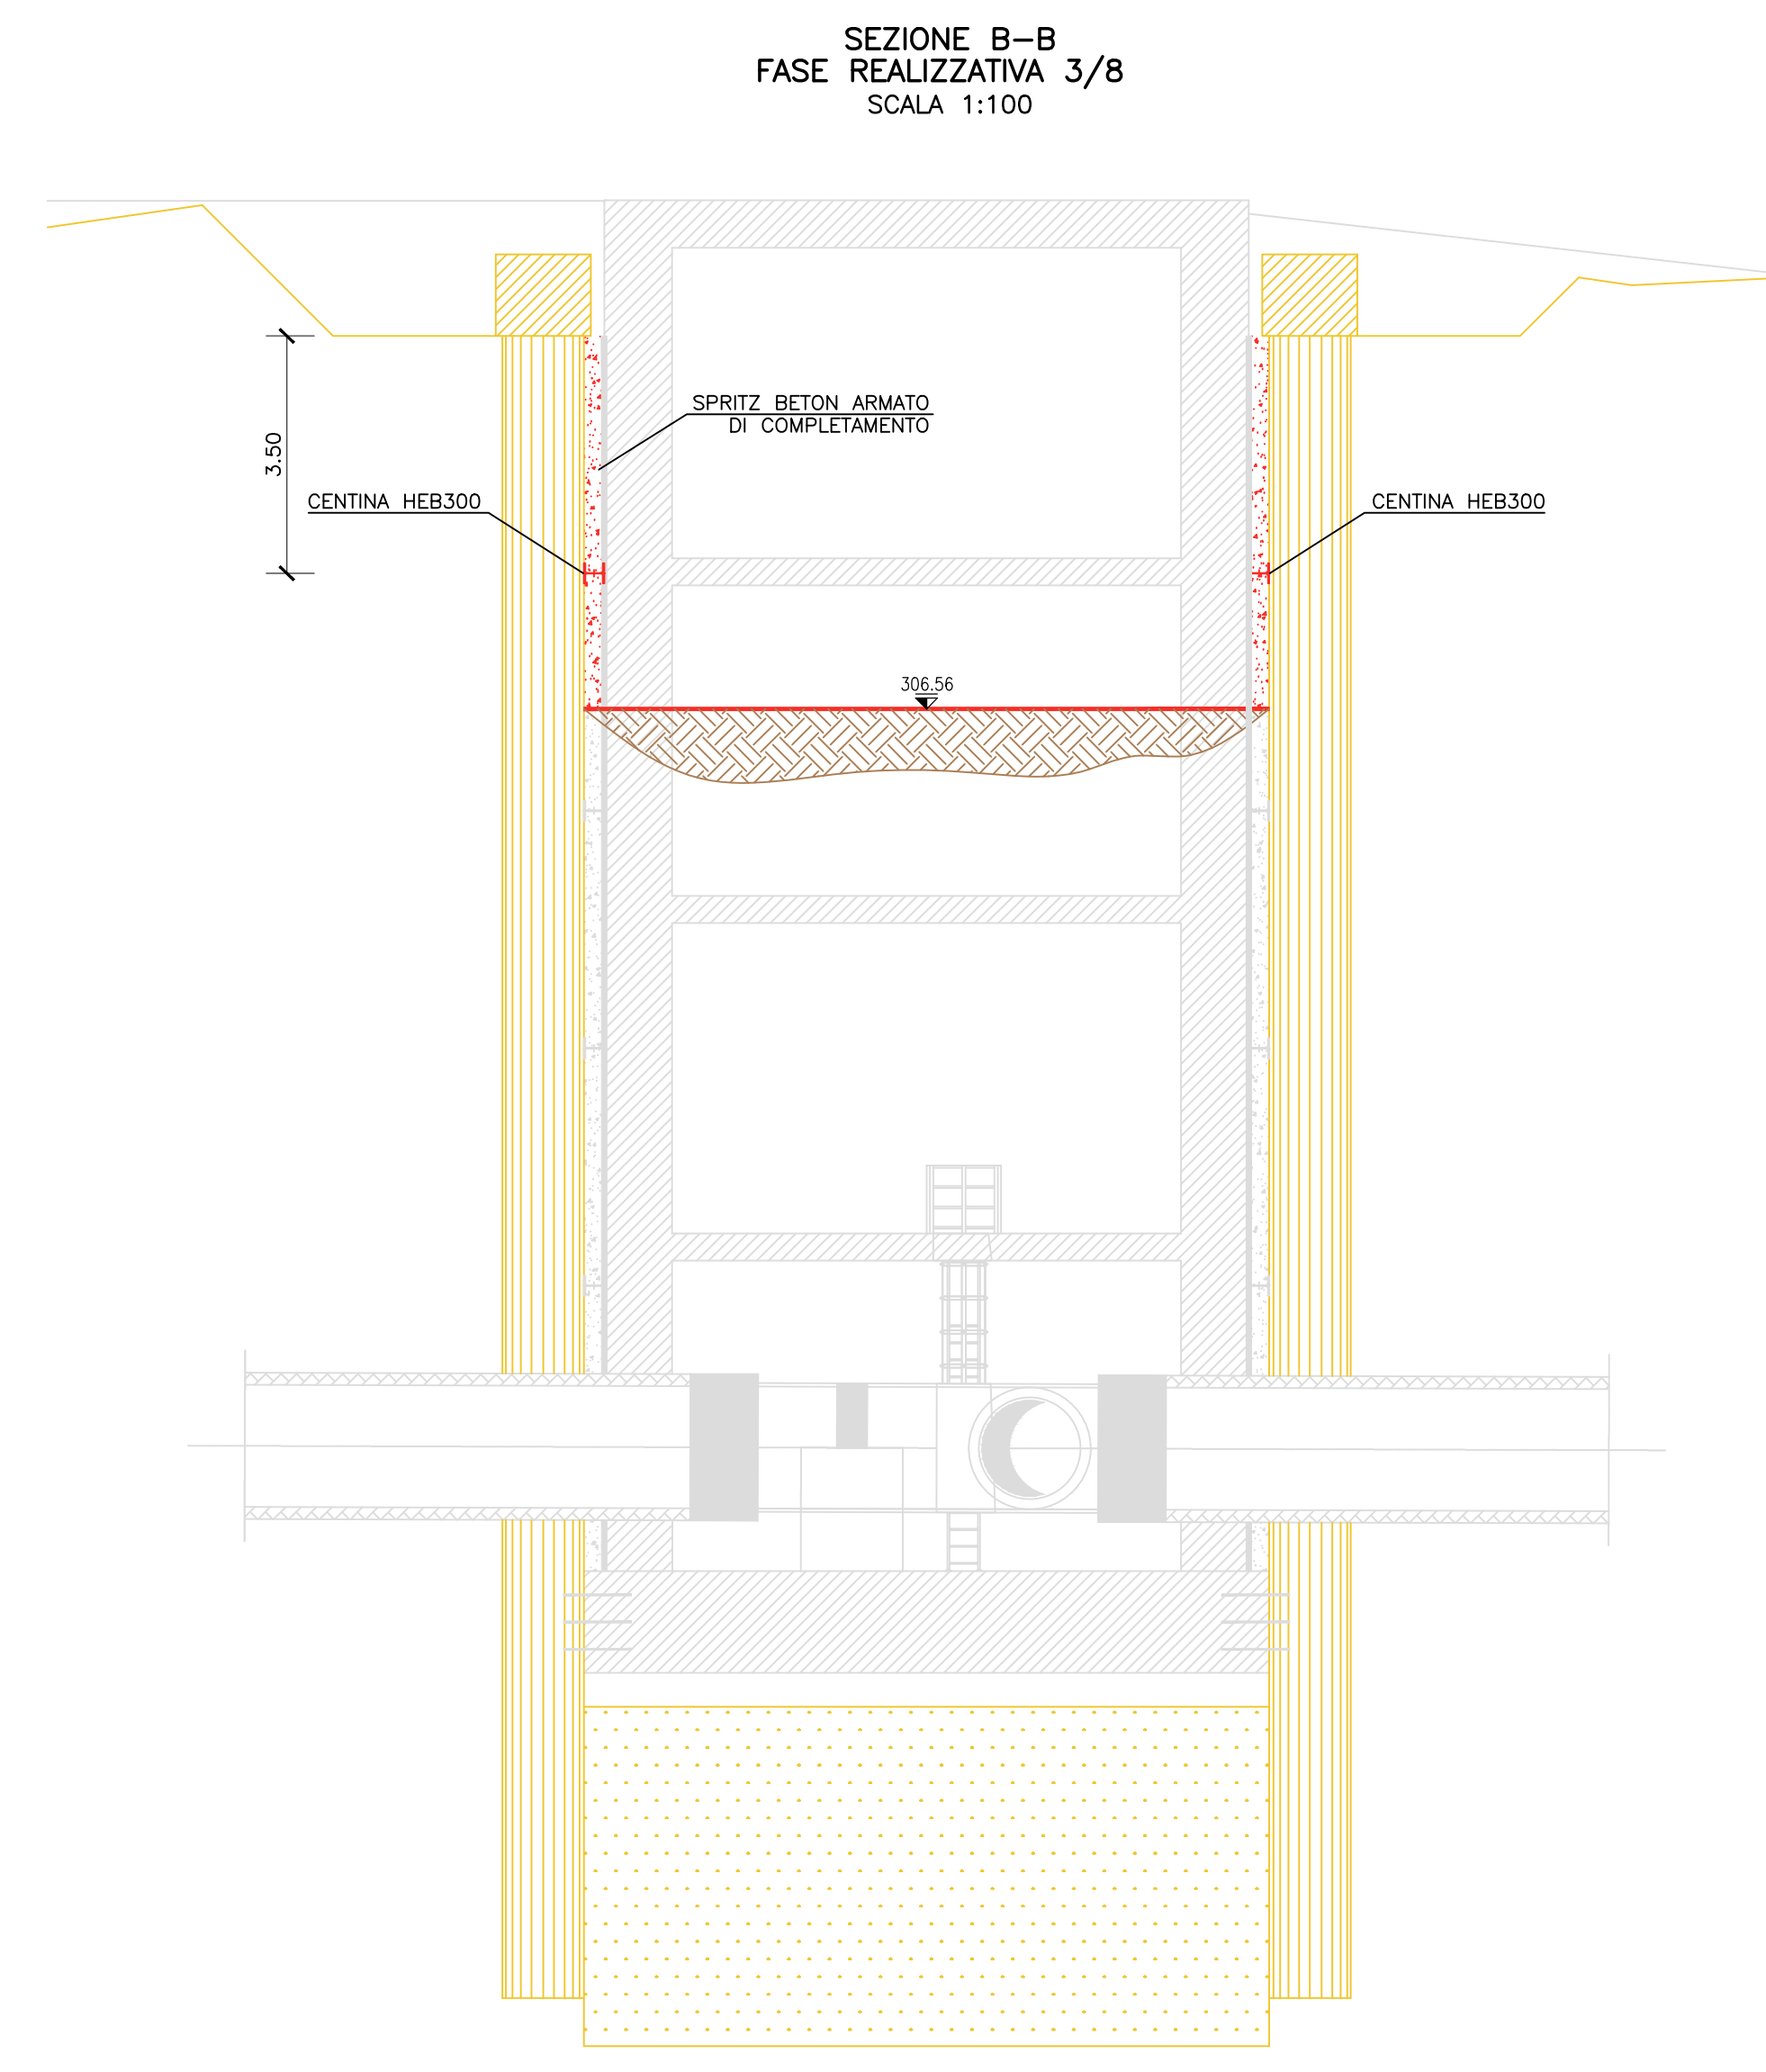 SEZIONE B-B
FASE REALIZZATIVA 3/8
SCALA 1:100
SPRITZ BETON ARMATO
DI COMPLETAMENTO
3.50
CENTINA HEB300
CENTINA HEB300
306.56